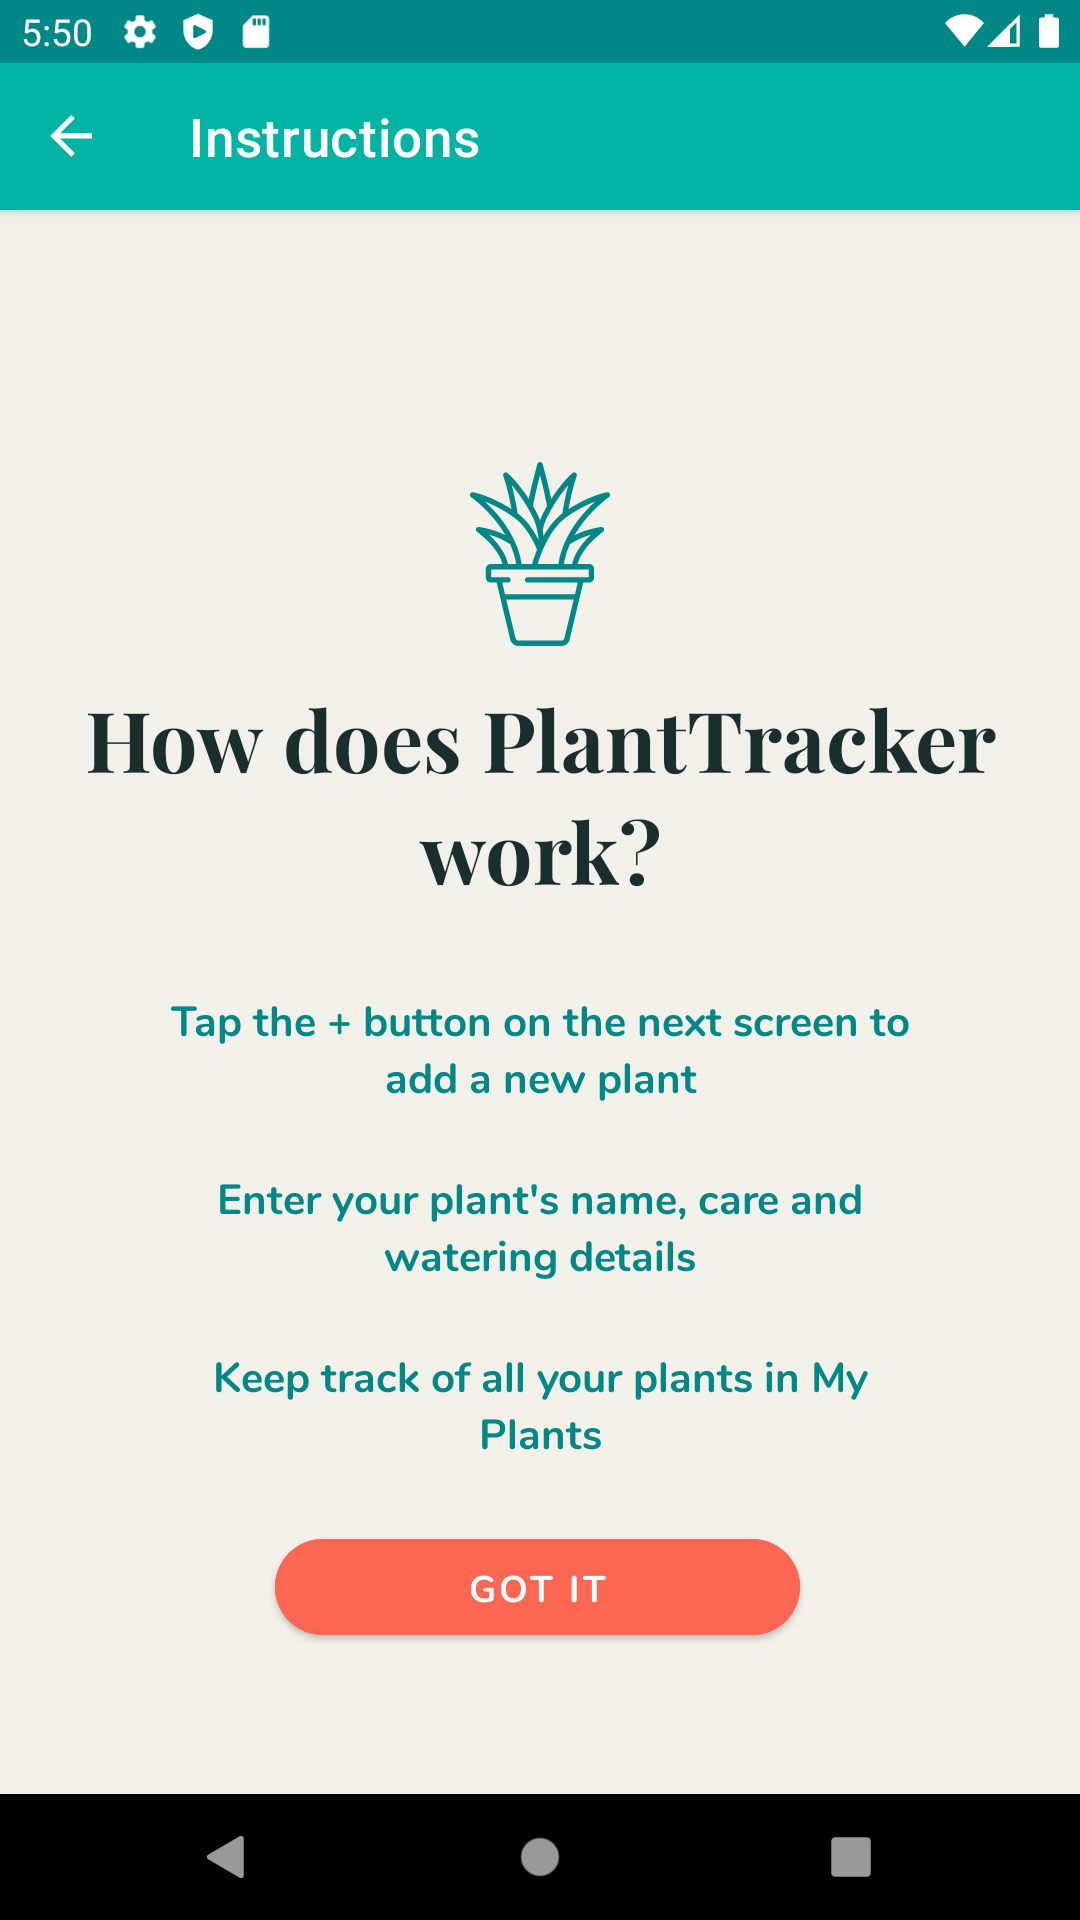 5:50
Instructions
How does PlantTracker
work?
Tap the + button on the next screen to
add a new plant
Enter your plant's name, care and
watering details
Keep track of all your plants in My
Plants
GOT IT